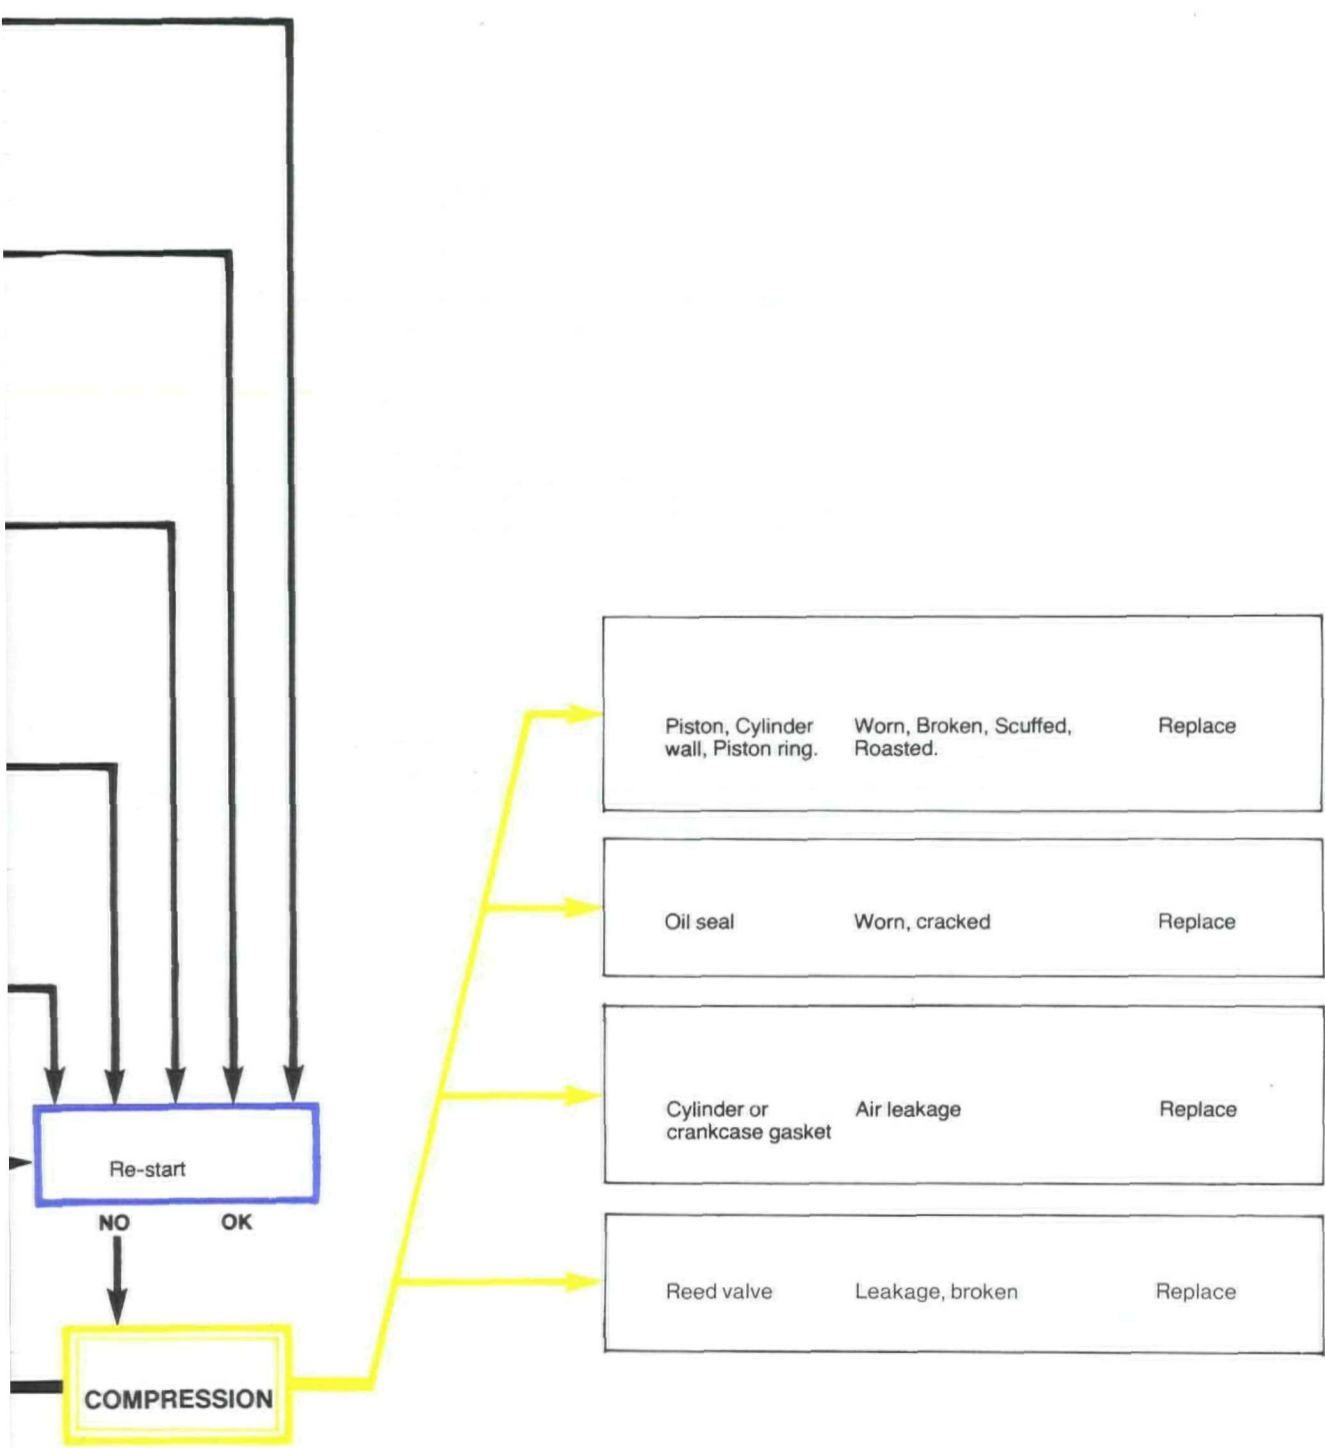 Piston, Cylinder Worn, Broken, Scuffed, Replace
wall, Piston ring. Roasted.
Oil seal Worn, cracked Replace
Cylinder or Air leakage Replace
crankcase gasket
Re-start
NO OK
Reed valve Leakage, broken Replace
COMPRESSION